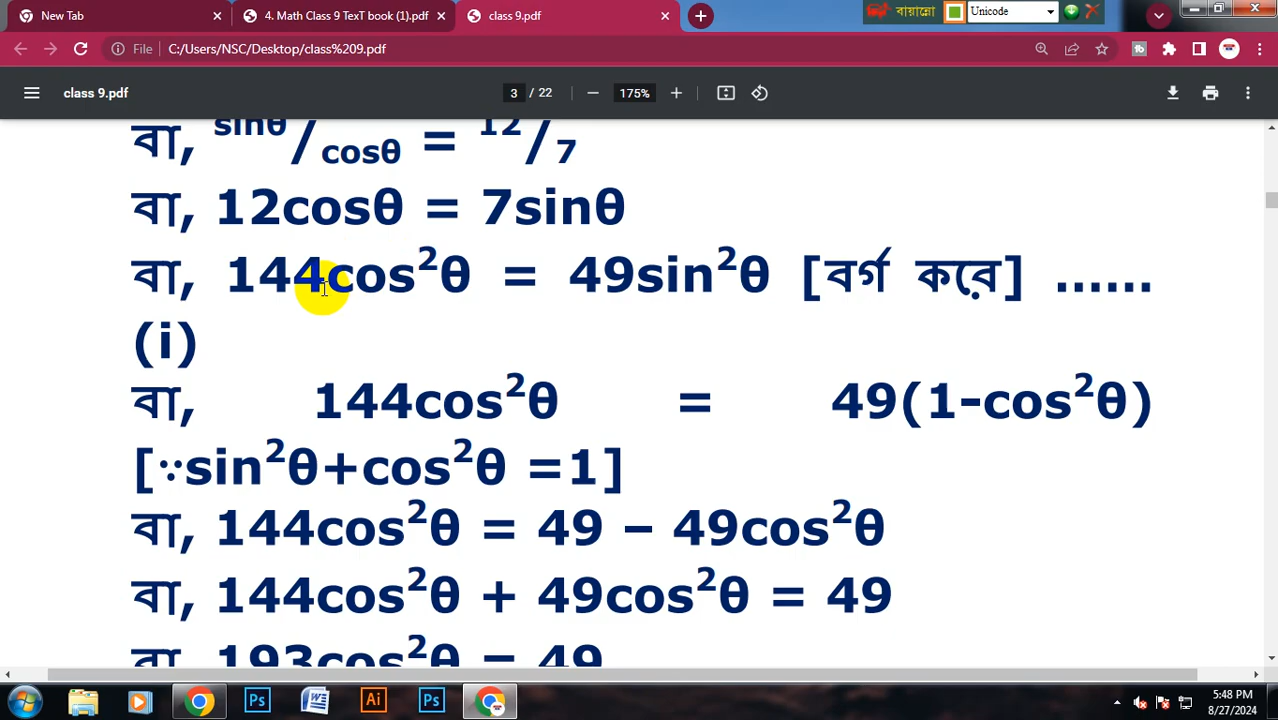 New Tab
4. Math Class 9 TexT book (1).pdf
class 9.pdf
বায়ান্নো
Unicode
File
C:/Users/NSC/Desktop/class%209.pdf
class 9.pdf
3 / 22
175%
বা, sinθ/cosθ = 12/7
বা, 12cosθ = 7sinθ
বা, 144cos²θ = 49sin²θ [বর্গ করে] ......
(i)
বা, 144cos²θ = 49(1-cos²θ)
[∵sin²θ+cos²θ =1]
বা, 144cos²θ = 49 – 49cos²θ
বা, 144cos²θ + 49cos²θ = 49
বা, 193cos²θ = 49
5:48 PM
8/27/2024